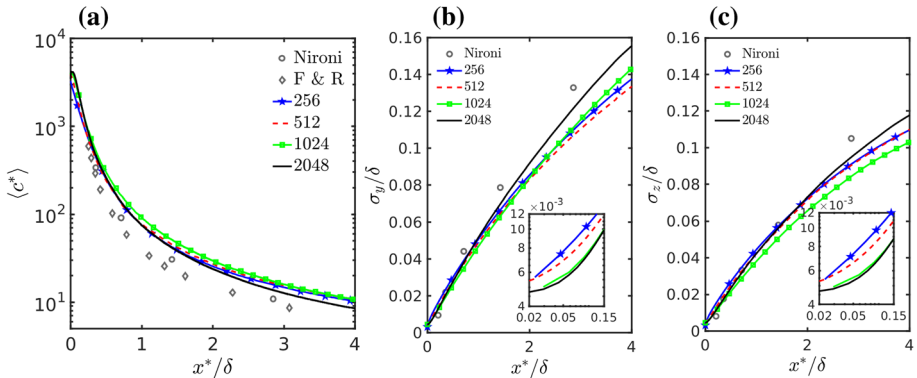 (a)
10^4
10^3
10^2
10^1
⟨c*⟩
Nironi
F & R
256
512
1024
2048
0 1 2 3 4
x*/δ
(b)
0.16
0.14
0.12
0.10
0.08
0.06
0.04
0.02
0
σ_y/δ
Nironi
256
512
1024
2048
12 ×10^-3
8
6
4
0.02 0.05 0.15
0 1 2 3 4
x*/δ
(c)
0.16
0.14
0.12
0.1
0.08
0.06
0.04
0.02
0
σ_z/δ
Nironi
256
512
1024
2048
12 ×10^-3
8
6
4
0.02 0.05 0.15
0 1 2 3 4
x*/δ